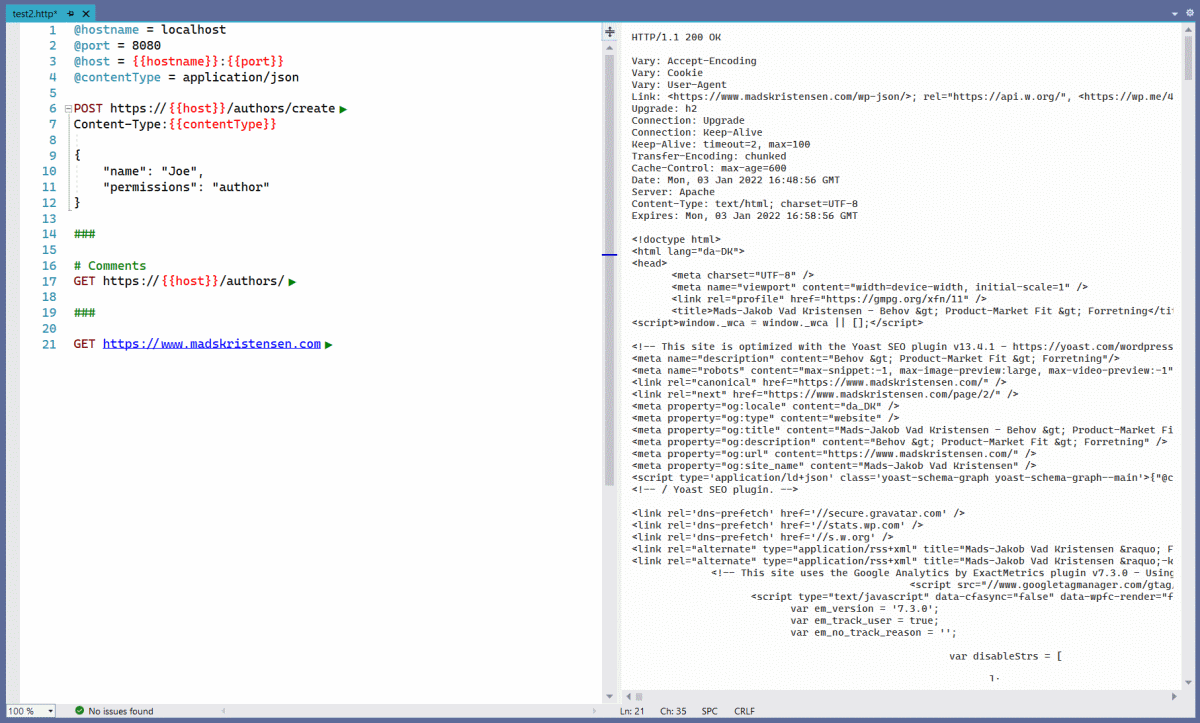 test2.http*
1 @hostname = localhost
2 @port = 8080
3 @host = {{hostname}}:{{port}}
4 @contentType = application/json
5
6 POST https://{{host}}/authors/create
7 Content-Type:{{contentType}}
8
9 {
10 "name": "Joe",
11 "permissions": "author"
12 }
13
14 ###
15
16 # Comments
17 GET https://{{host}}/authors/
18
19 ###
20
21 GET https://www.madskristensen.com
HTTP/1.1 200 OK
Vary: Accept-Encoding
Vary: Cookie
Vary: User-Agent
Link: <https://www.madskristensen.com/wp-json/>; rel="https://api.w.org/", <https://wp.me/4
Upgrade: h2
Connection: Upgrade
Connection: Keep-Alive
Keep-Alive: timeout=2, max=100
Transfer-Encoding: chunked
Cache-Control: max-age=600
Date: Mon, 03 Jan 2022 16:48:56 GMT
Server: Apache
Content-Type: text/html; charset=UTF-8
Expires: Mon, 03 Jan 2022 16:58:56 GMT
<!doctype html>
<html lang="da-DK">
<head>
<meta charset="UTF-8" />
<meta name="viewport" content="width=device-width, initial-scale=1" />
<link rel="profile" href="https://gmpg.org/xfn/11" />
<title>Mads-Jakob Vad Kristensen – Behov &gt; Product-Market Fit &gt; Forretning</ti
<script>window._wca = window._wca || [];</script>
<!-- This site is optimized with the Yoast SEO plugin v13.4.1 - https://yoast.com/wordpress
<meta name="description" content="Behov &gt; Product-Market Fit &gt; Forretning"/>
<meta name="robots" content="max-snippet:-1, max-image-preview:large, max-video-preview:-1"
<link rel="canonical" href="https://www.madskristensen.com/" />
<link rel="next" href="https://www.madskristensen.com/page/2/" />
<meta property="og:locale" content="da_DK" />
<meta property="og:type" content="website" />
<meta property="og:title" content="Mads-Jakob Vad Kristensen – Behov &gt; Product-Market Fi
<meta property="og:description" content="Behov &gt; Product-Market Fit &gt; Forretning" />
<meta property="og:url" content="https://www.madskristensen.com/" />
<meta property="og:site_name" content="Mads-Jakob Vad Kristensen" />
<script type='application/ld+json' class='yoast-schema-graph yoast-schema-graph--main'>{"@c
<!-- / Yoast SEO plugin. -->
<link rel='dns-prefetch' href='//secure.gravatar.com' />
<link rel='dns-prefetch' href='//stats.wp.com' />
<link rel='dns-prefetch' href='//s.w.org' />
<link rel="alternate" type="application/rss+xml" title="Mads-Jakob Vad Kristensen &raquo; F
<link rel="alternate" type="application/rss+xml" title="Mads-Jakob Vad Kristensen &raquo;-k
<!-- This site uses the Google Analytics by ExactMetrics plugin v7.3.0 - Using
<script src="//www.googletagmanager.com/gtag
<script type="text/javascript" data-cfasync="false" data-wpfc-render="f
var em_version = '7.3.0';
var em_track_user = true;
var em_no_track_reason = '';
var disableStrs = [
];
100 % No issues found Ln: 21 Ch: 35 SPC CRLF